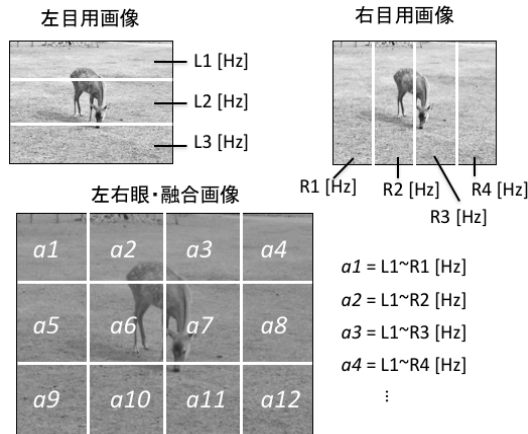 左目用画像
右目用画像
L1 [Hz]
L2 [Hz]
L3 [Hz]
R1 [Hz]
R2 [Hz]
R3 [Hz]
R4 [Hz]
左右眼・融合画像
a1
a2
a3
a4
a5
a6
a7
a8
a9
a10
a11
a12
a1 = L1~R1 [Hz]
a2 = L1~R2 [Hz]
a3 = L1~R3 [Hz]
a4 = L1~R4 [Hz]
⋮